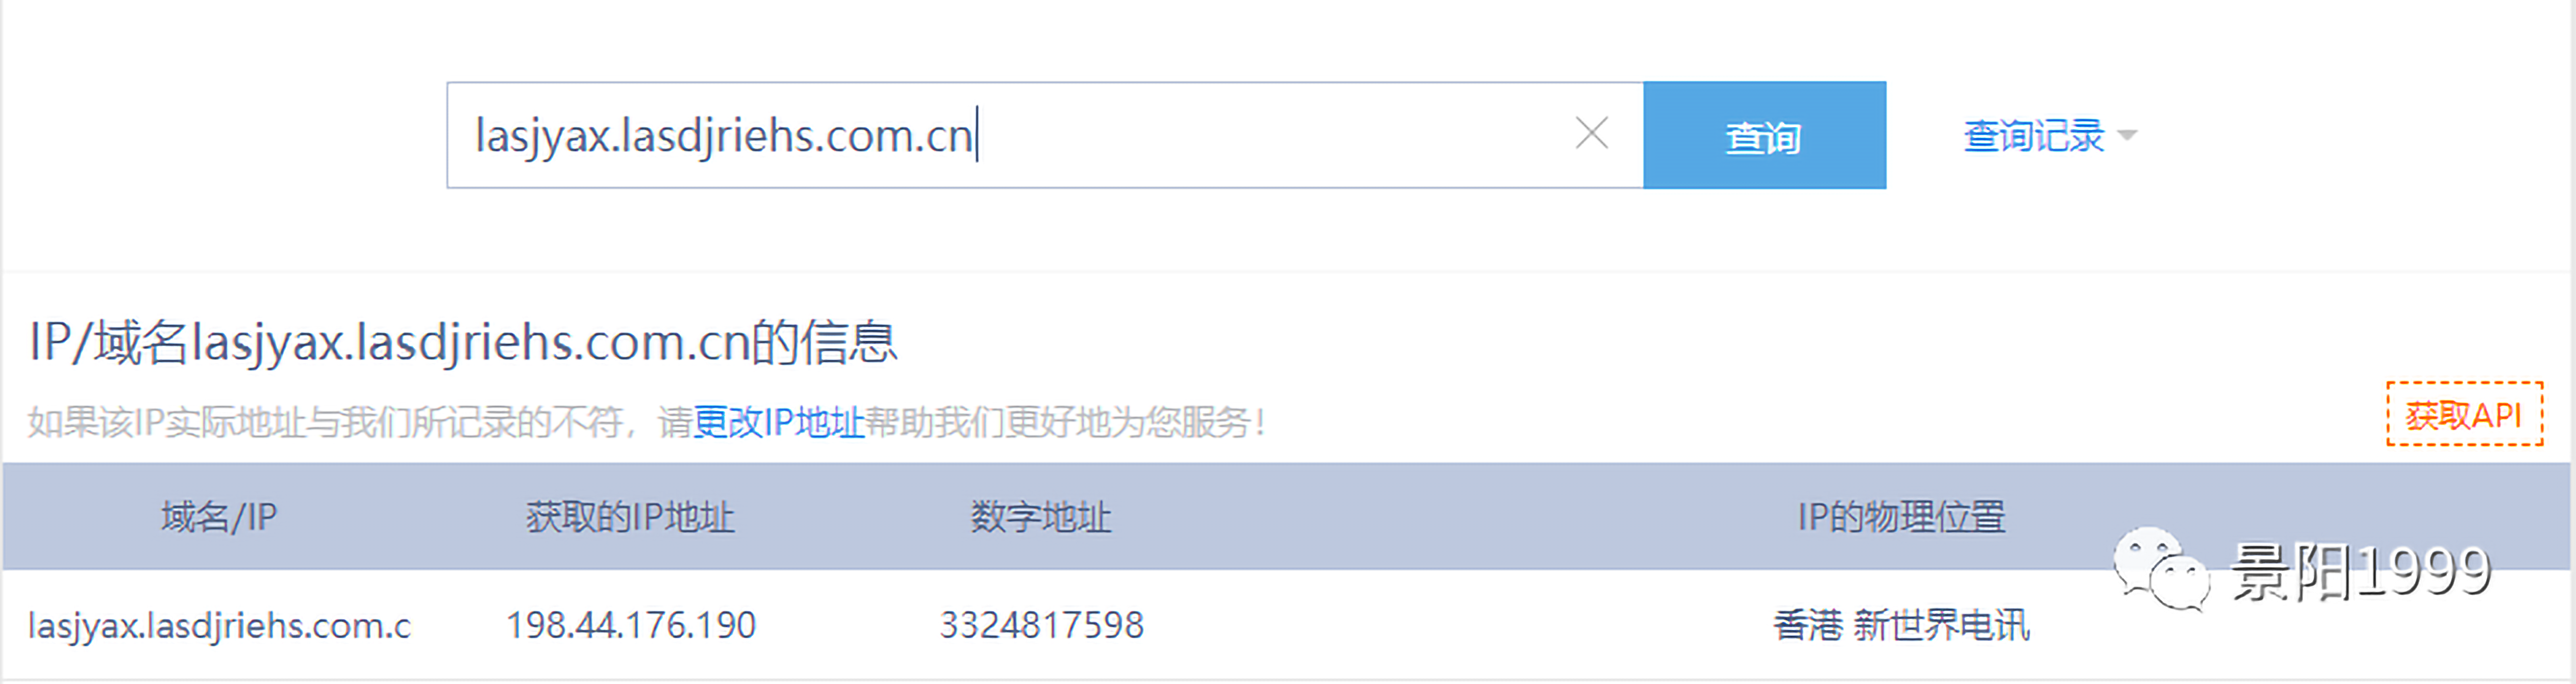 lasjyax.lasdjriehs.com.cn 查询 查询记录
IP/域名lasjyax.lasdjriehs.com.cn的信息
如果该IP实际地址与我们所记录的不符，请更改IP地址帮助我们更好地为您服务！
获取API
域名/IP 获取的IP地址 数字地址 IP的物理位置
景阳1999
lasjyax.lasdjriehs.com.c 198.44.176.190 3324817598 香港 新世界电讯